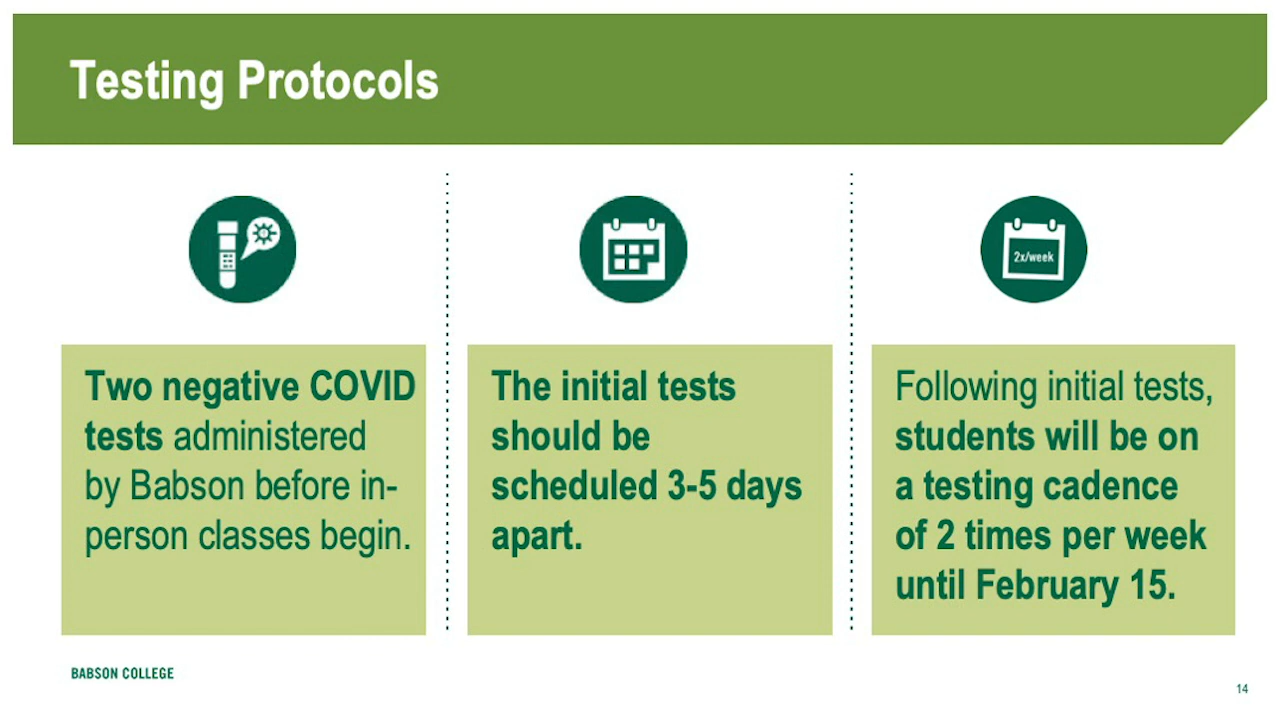 Testing Protocols
2x/week
Two negative COVID
tests administered
by Babson before in-
person classes begin.
The initial tests
should be
scheduled 3-5 days
apart.
Following initial tests,
students will be on
a testing cadence
of 2 times per week
until February 15.
BABSON COLLEGE
14